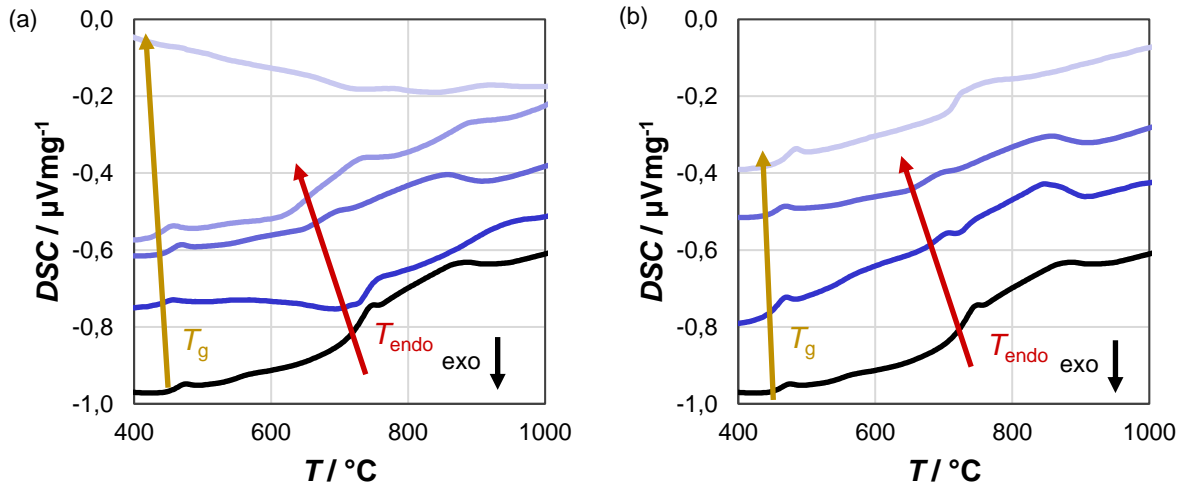 (a)
0,0
-0,2
-0,4
-0,6
-0,8
-1,0
DSC / µVmg⁻¹
400
600
800
1000
T / °C
Tg
Tendo
exo
(b)
0,0
-0,2
-0,4
-0,6
-0,8
-1,0
DSC / µVmg⁻¹
400
600
800
1000
T / °C
Tg
Tendo
exo